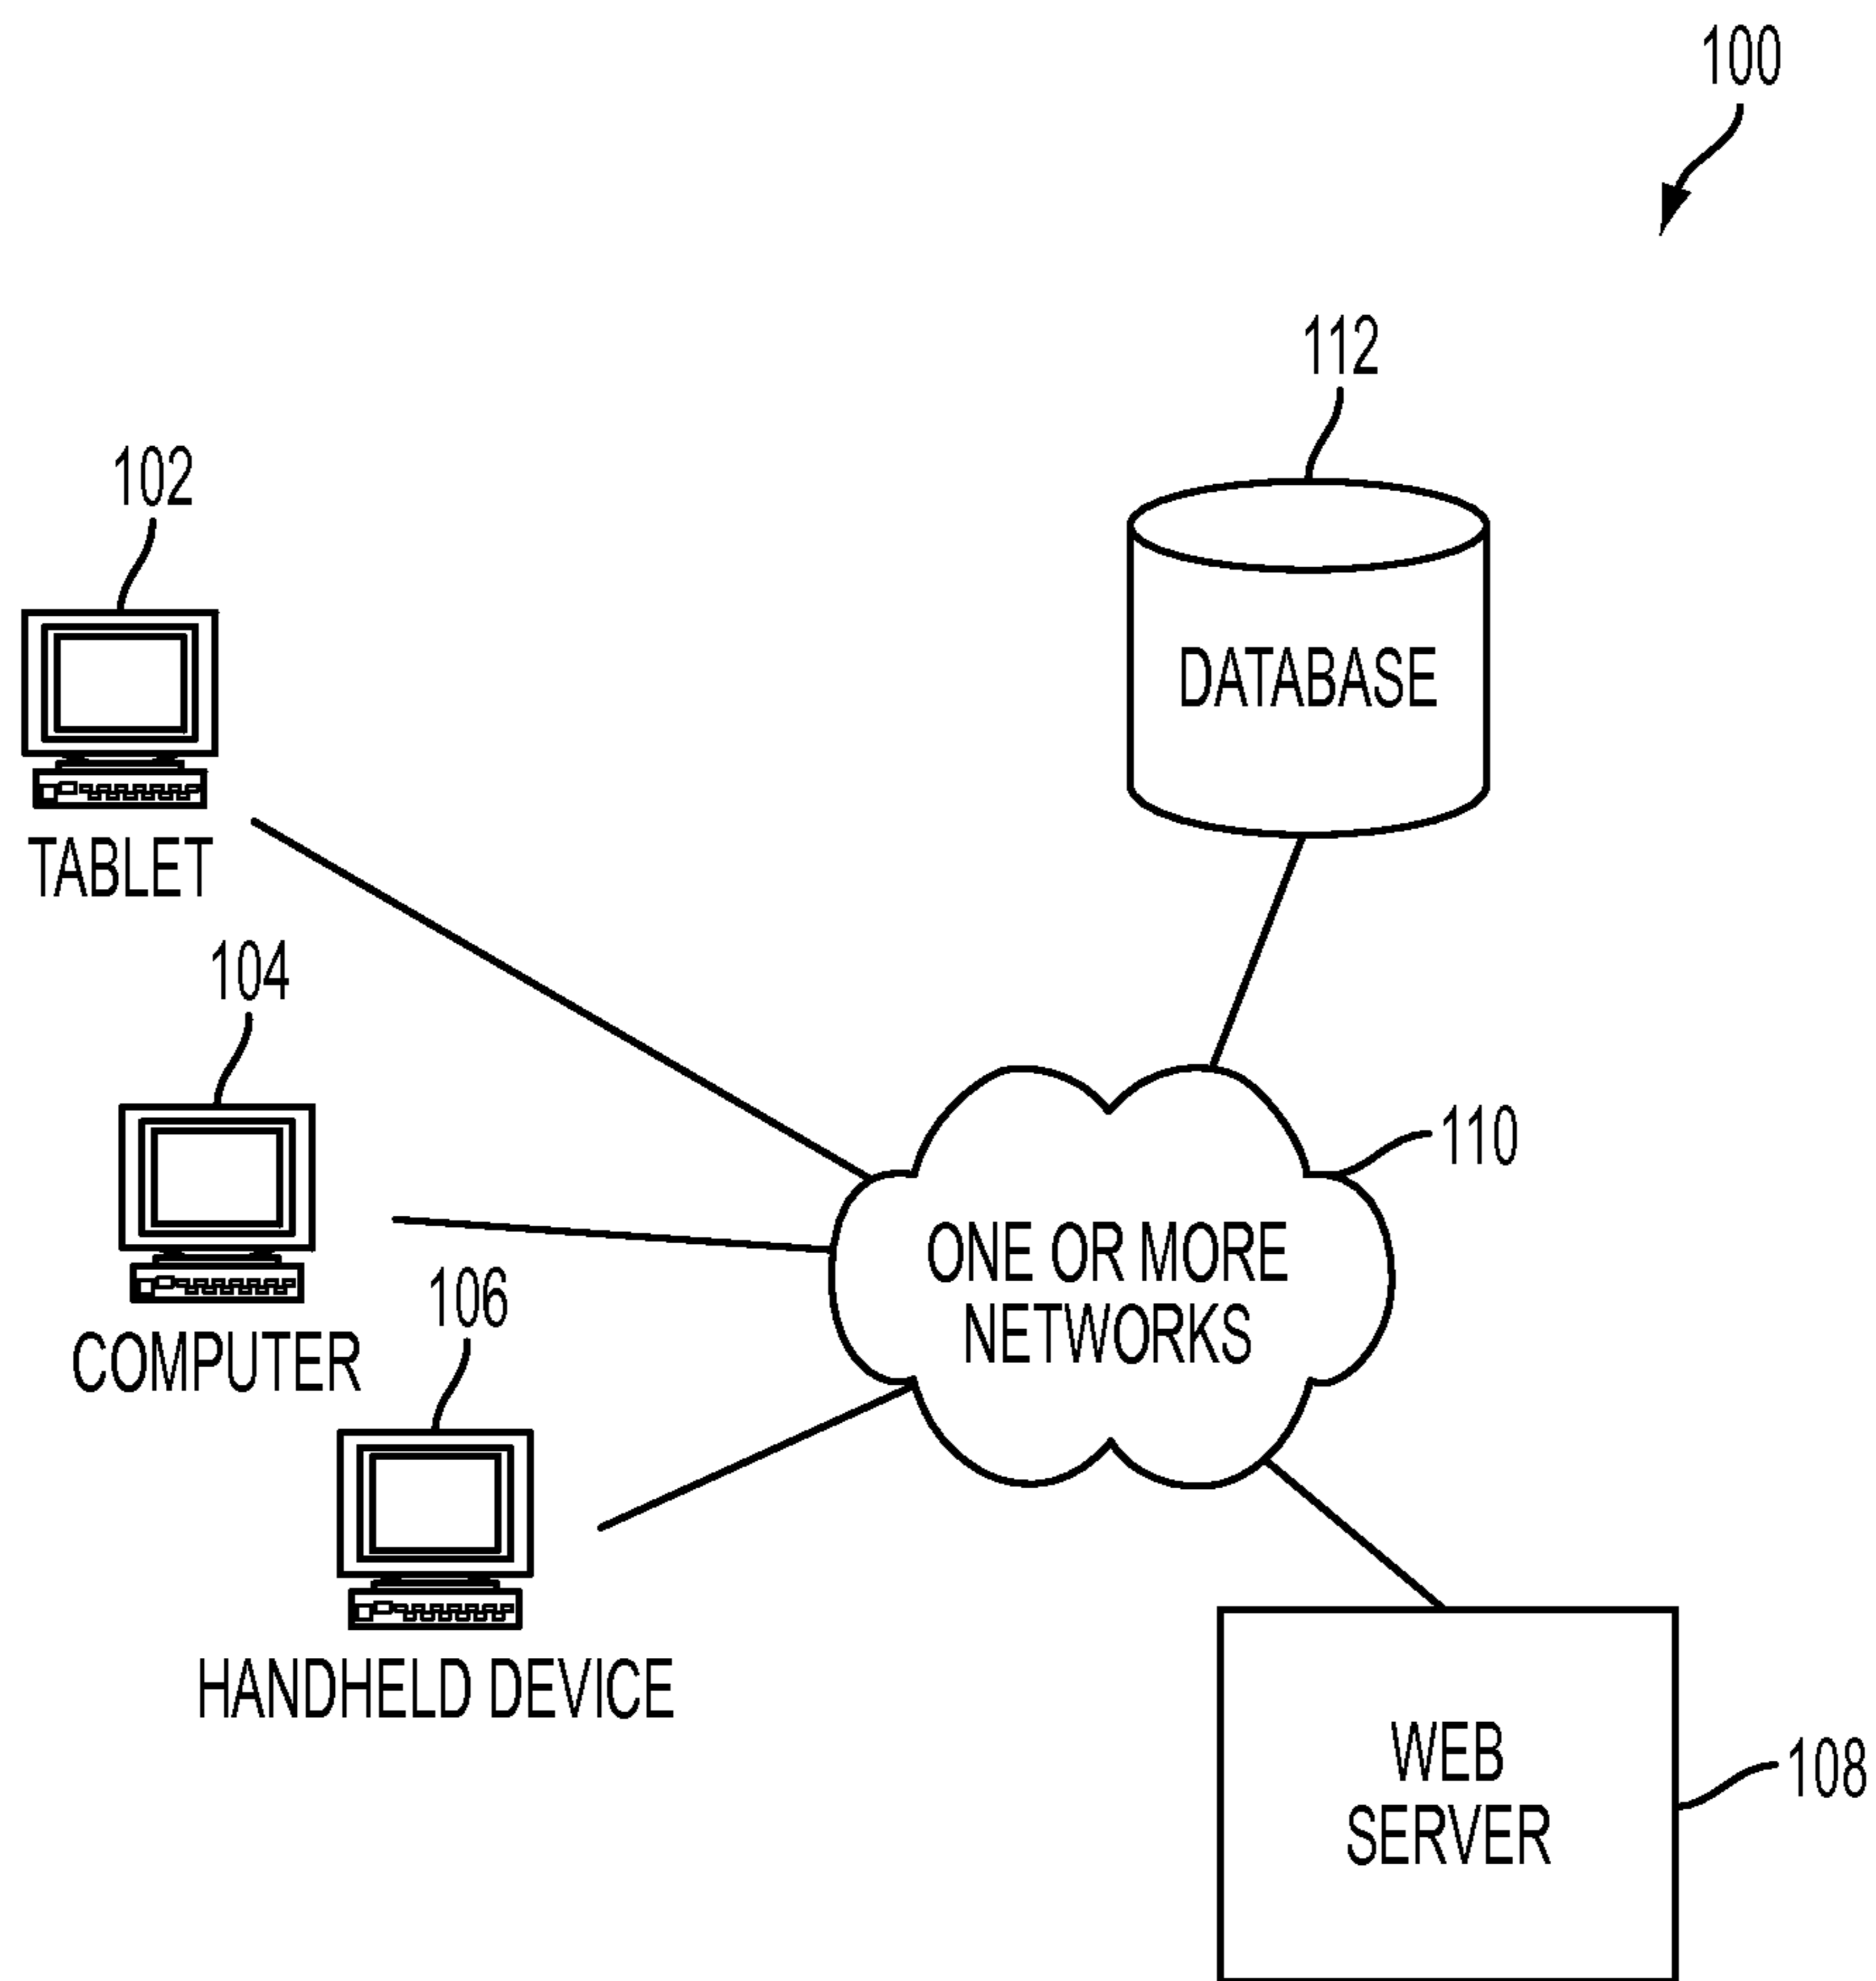 100
112
102
DATABASE
TABLET
104
110
ONE OR MORE
NETWORKS
106
COMPUTER
HANDHELD DEVICE
WEB
SERVER
108